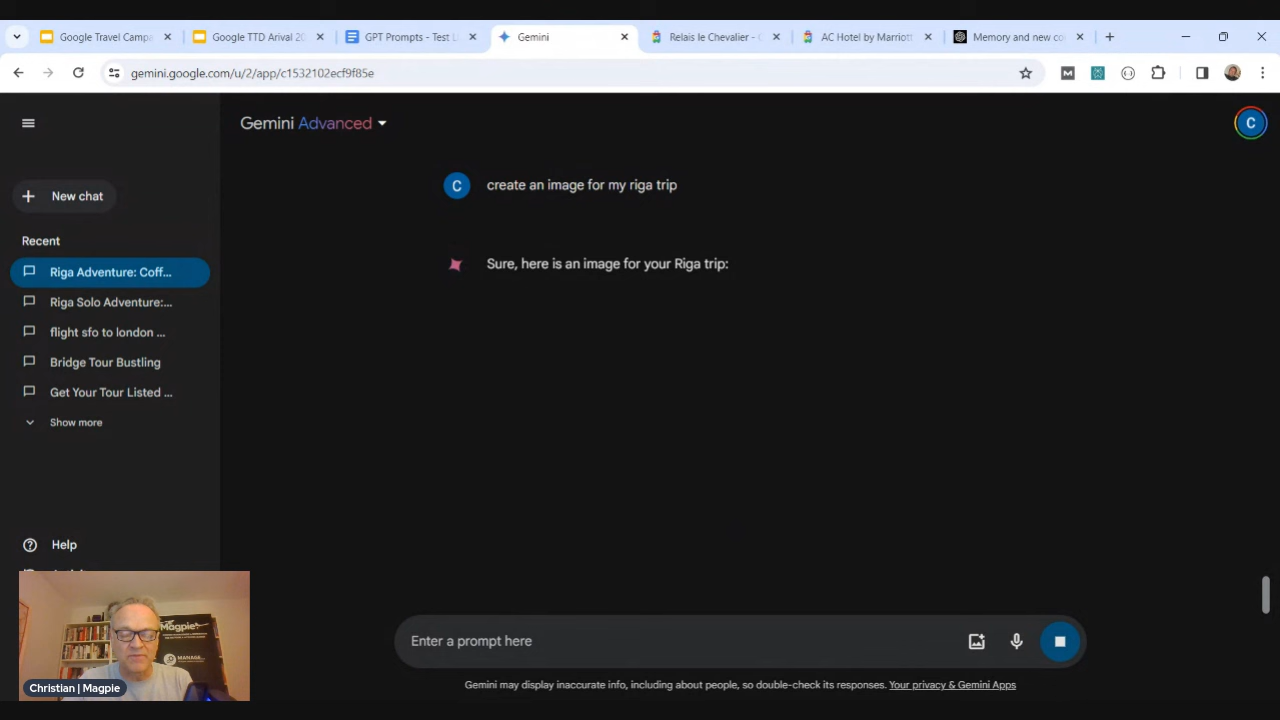 Google Travel Campa
Google TTD Arival 20
GPT Prompts - Test Li
Gemini
Relais le Chevalier - G
AC Hotel by Marriott
Memory and new co
gemini.google.com/u/2/app/c1532102ecf9f85e
Gemini Advanced
C
New chat
Recent
Riga Adventure: Coff...
Riga Solo Adventure:...
flight sfo to london ...
Bridge Tour Bustling
Get Your Tour Listed ...
Show more
Help
C
create an image for my riga trip
Sure, here is an image for your Riga trip:
Enter a prompt here
Gemini may display inaccurate info, including about people, so double-check its responses. Your privacy & Gemini Apps
Magpie
Christian | Magpie